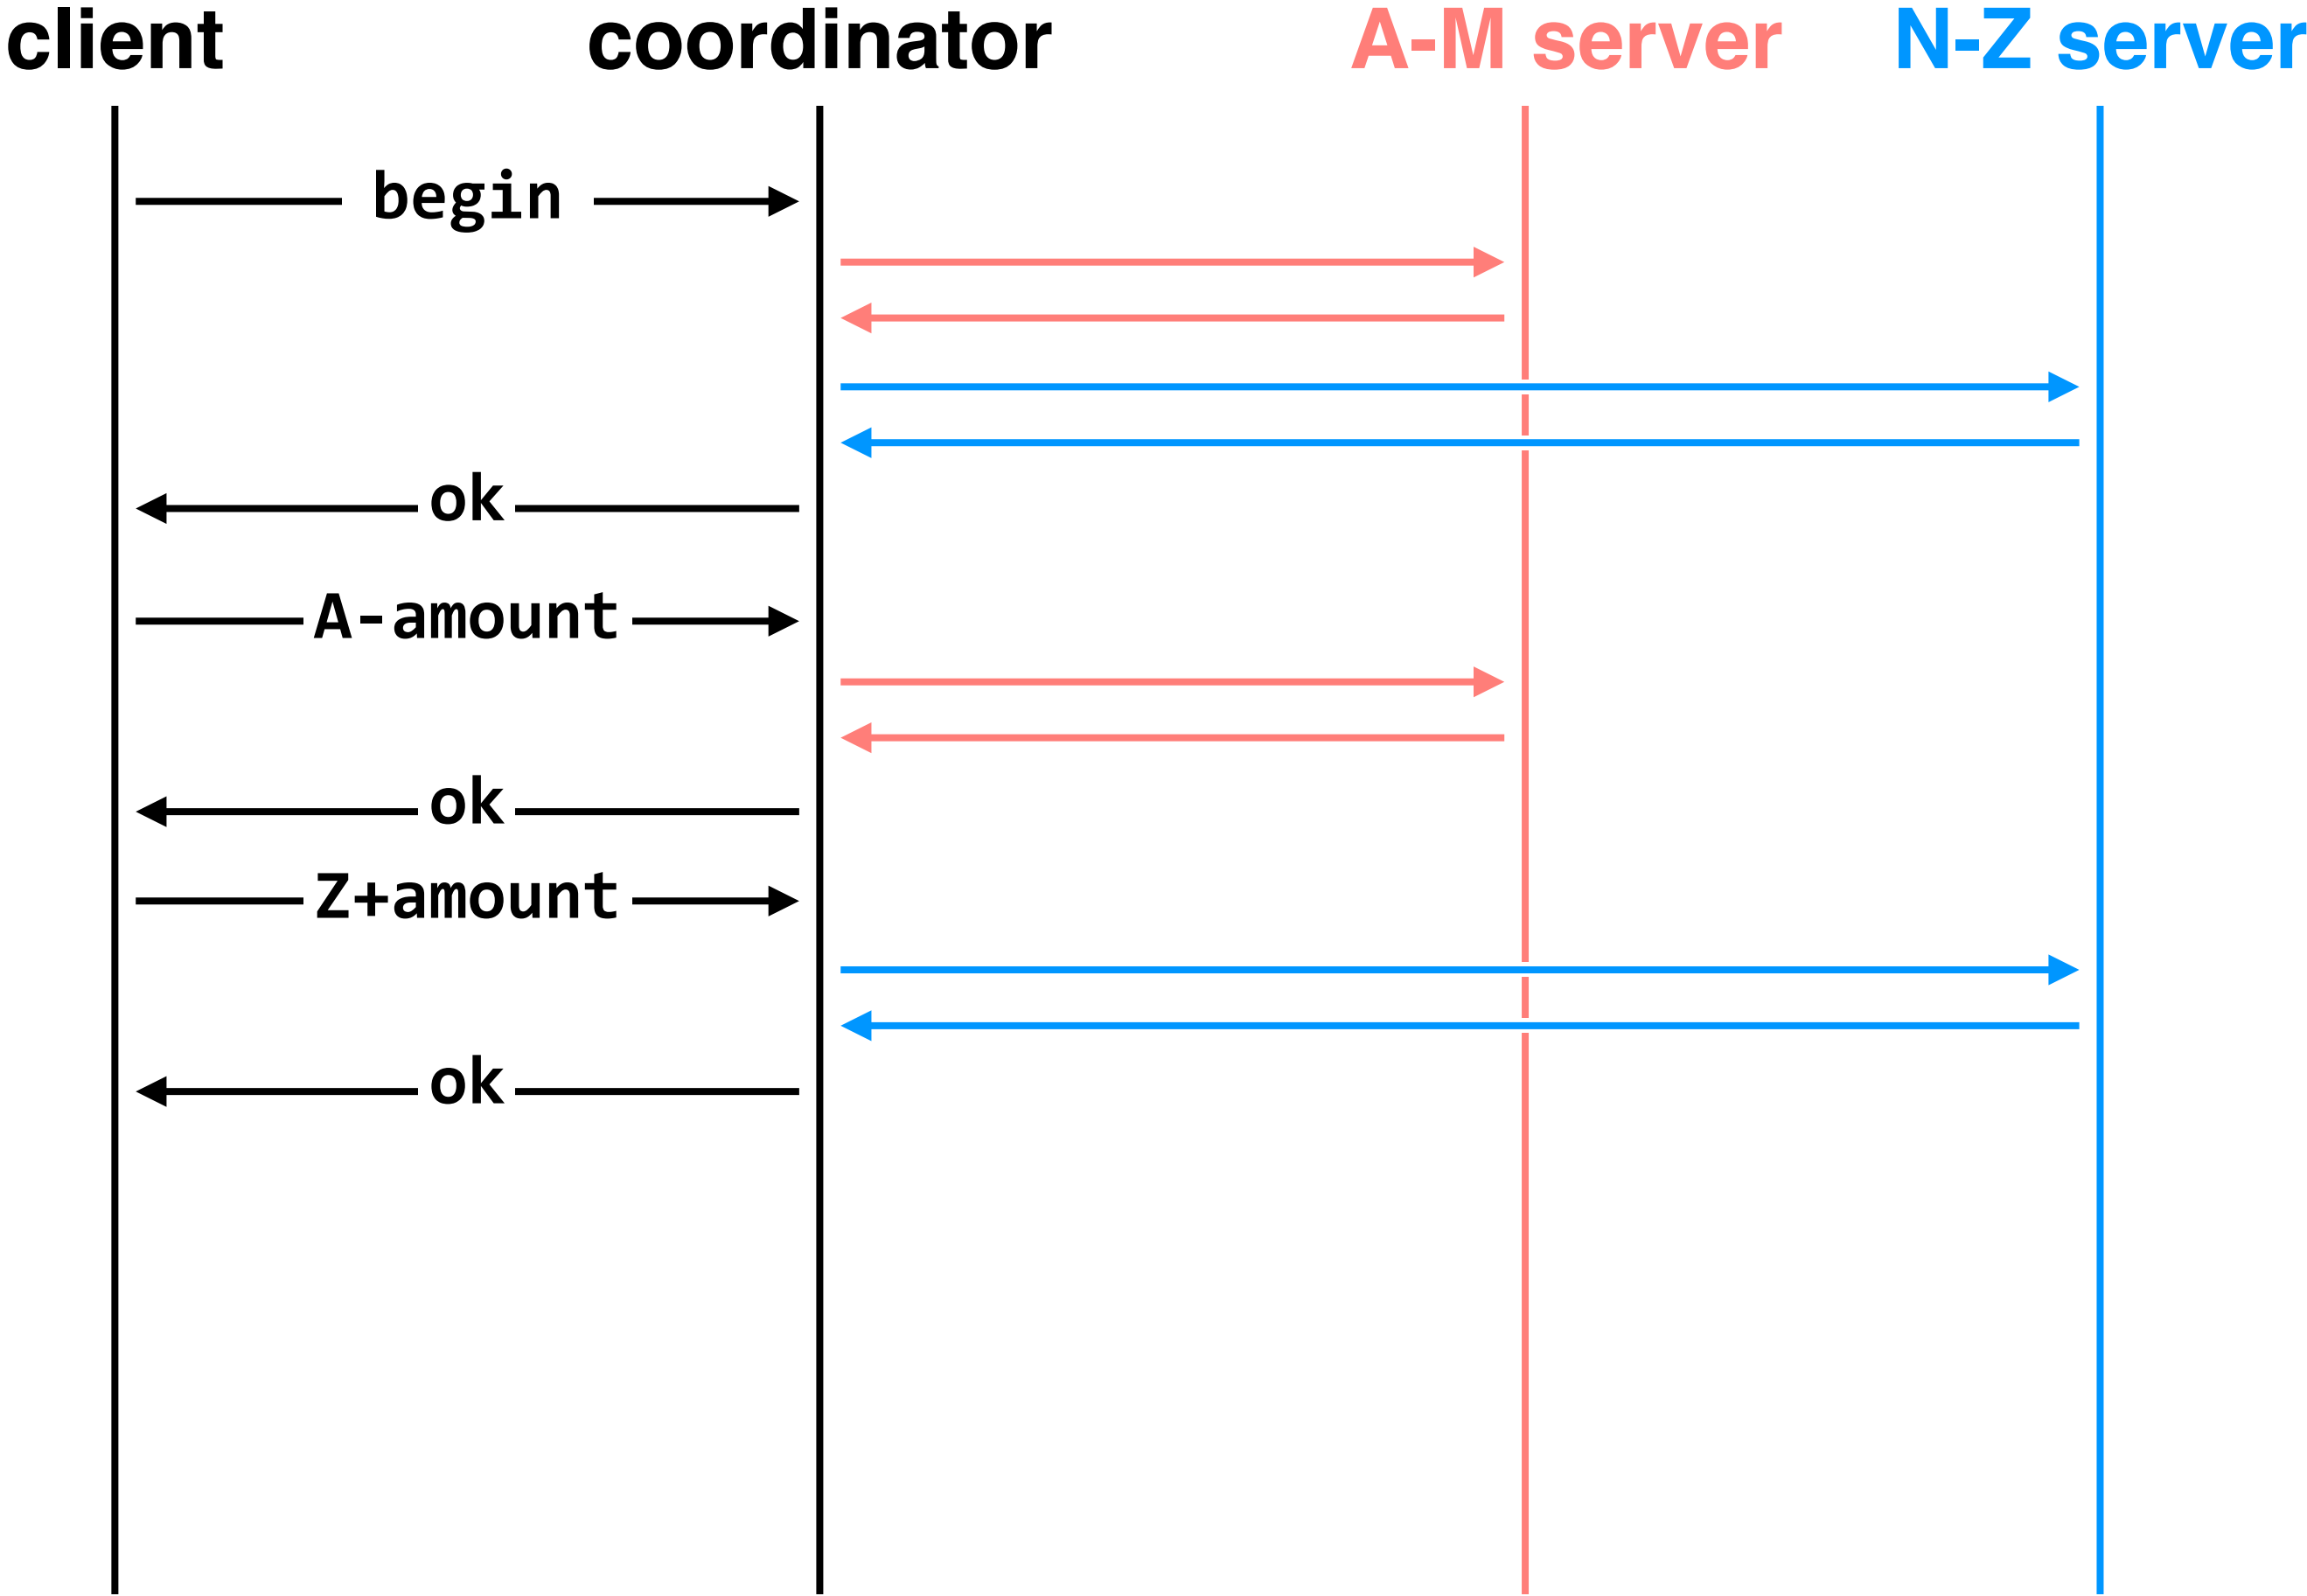 client coordinator A-M server N-Z server
begin
ok
A-amount
ok
Z+amount
ok